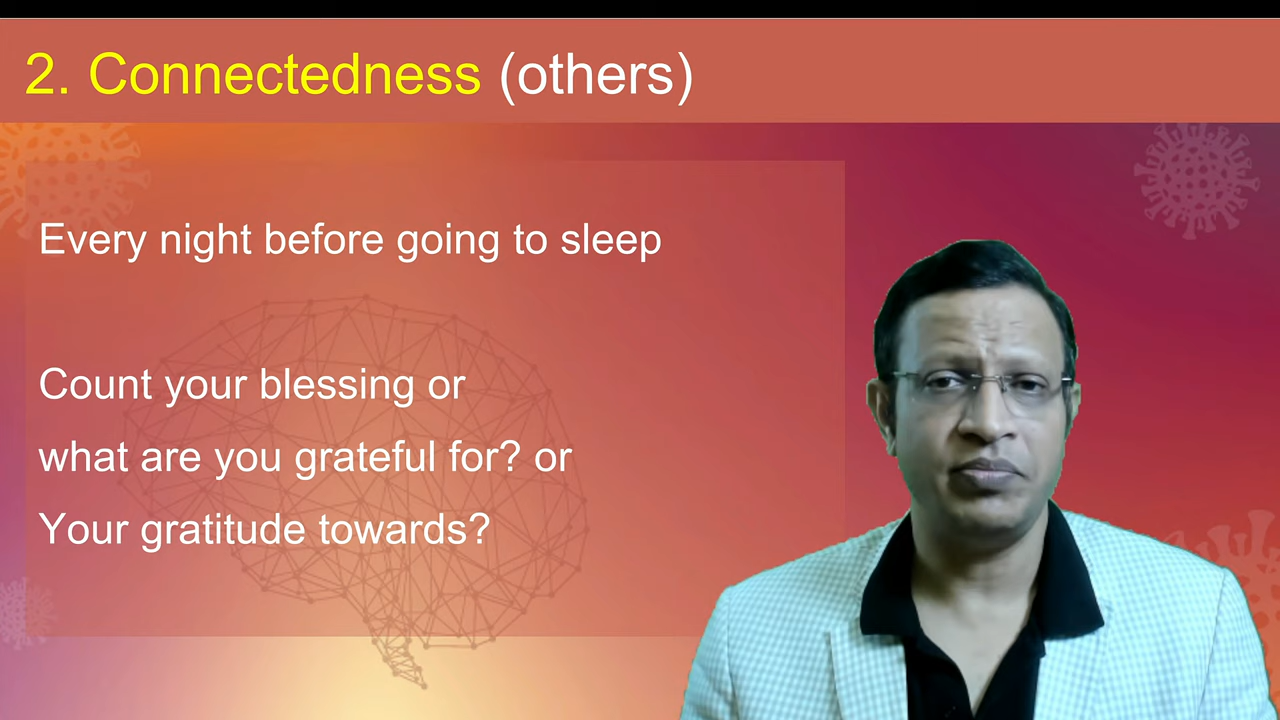 2. Connectedness (others)
Every night before going to sleep
Count your blessing or
what are you grateful for? or
Your gratitude towards?